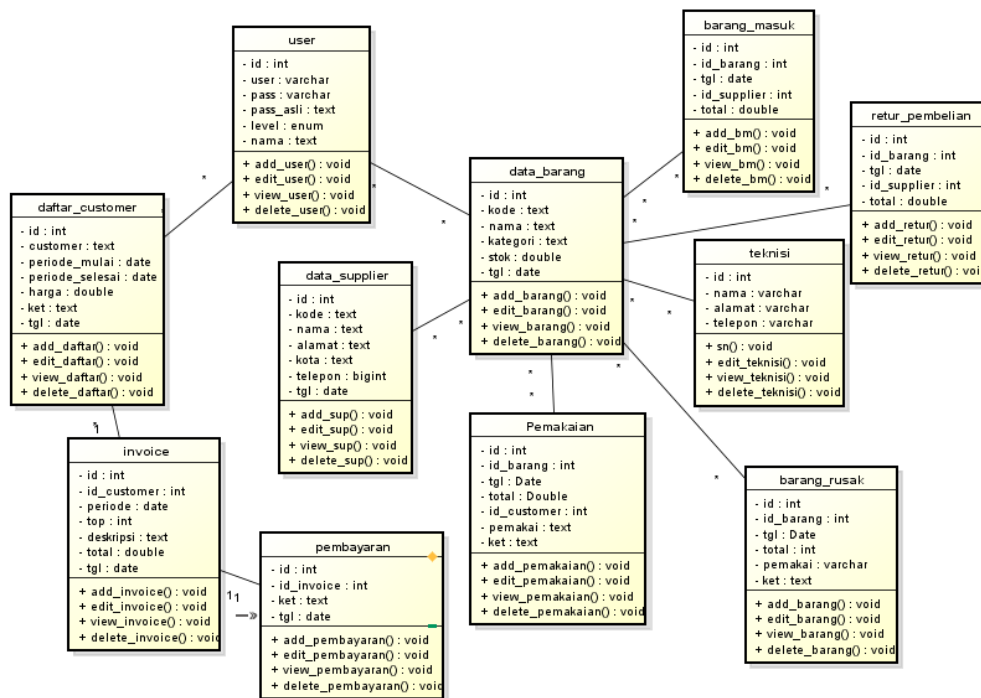 user
- id : int
- user : varchar
- pass : varchar
- pass_asli : text
- level : enum
- nama : text
+ add_user() : void
+ edit_user() : void
+ view_user() : void
+ delete_user() : void
barang_masuk
- id : int
- id_barang : int
- tgl : date
- id_supplier : int
- total : double
+ add_bm() : void
+ edit_bm() : void
+ view_bm() : void
+ delete_bm() : void
retur_pembelian
- id : int
- id_barang : int
- tgl : date
- id_supplier : int
- total : double
+ add_retur() : void
+ edit_retur() : void
+ view_retur() : void
+ delete_retur() : void
data_barang
- id : int
- kode : text
- nama : text
- kategori : text
- stok : double
- tgl : date
+ add_barang() : void
+ edit_barang() : void
+ view_barang() : void
+ delete_barang() : void
daftar_customer
- id : int
- customer : text
- periode_mulai : date
- periode_selesai : date
- harga : double
- ket : text
- tgl : date
+ add_daftar() : void
+ edit_daftar() : void
+ view_daftar() : void
+ delete_daftar() : void
data_supplier
- id : int
- kode : text
- nama : text
- alamat : text
- kota : text
- telepon : bigint
- tgl : date
+ add_sup() : void
+ edit_sup() : void
+ view_sup() : void
+ delete_sup() : void
teknisi
- id : int
- nama : varchar
- alamat : varchar
- telepon : varchar
+ sn() : void
+ edit_teknisi() : void
+ view_teknisi() : void
+ delete_teknisi() : void
invoice
- id : int
- id_customer : int
- periode : date
- top : int
- deskripsi : text
- total : double
- tgl : date
+ add_invoice() : void
+ edit_invoice() : void
+ view_invoice() : void
+ delete_invoice() : void
Pemakaian
- id : int
- id_barang : int
- tgl : Date
- total : Double
- id_customer : int
- pemakai : text
- ket : text
+ add_pemakaian() : void
+ edit_pemakaian() : void
+ view_pemakaian() : void
+ delete_pemakaian() : void
barang_rusak
- id : int
- id_barang : int
- tgl : Date
- total : int
- pemakai : varchar
- ket : text
+ add_barang() : void
+ edit_barang() : void
+ view_barang() : void
+ delete_barang() : void
pembayaran
- id : int
- id_invoice : int
- ket : text
- tgl : date
+ add_pembayaran() : void
+ edit_pembayaran() : void
+ view_pembayaran() : void
+ delete_pembayaran() : void
* 1
1 1